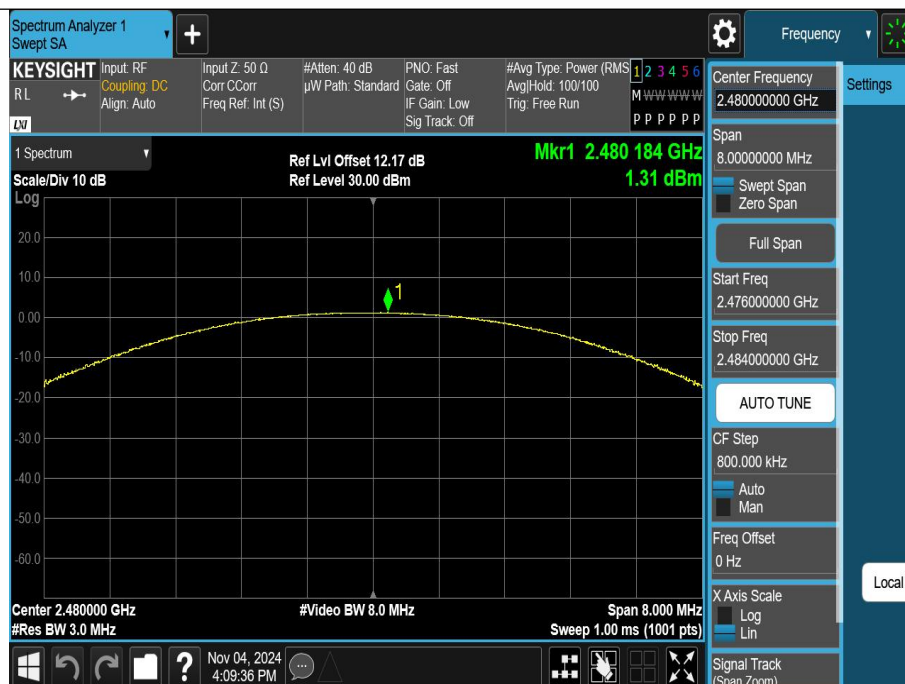 Spectrum Analyzer 1
Swept SA
+
Frequency
KEYSIGHT
RL
LXI
Input: RF
Coupling: DC
Align: Auto
Input Z: 50 Ω
Corr CCorr
Freq Ref: Int (S)
#Atten: 40 dB
µW Path: Standard
PNO: Fast
Gate: Off
IF Gain: Low
Sig Track: Off
#Avg Type: Power (RMS
Avg|Hold: 100/100
Trig: Free Run
1 2 3 4 5 6
M W W W W W
P P P P P P
1 Spectrum
Scale/Div 10 dB
Log
Ref Lvl Offset 12.17 dB
Ref Level 30.00 dBm
Mkr1 2.480 184 GHz
1.31 dBm
20.0
10.0
0.00
-10.0
-20.0
-30.0
-40.0
-50.0
-60.0
1
Center 2.480000 GHz
#Res BW 3.0 MHz
#Video BW 8.0 MHz
Span 8.000 MHz
Sweep 1.00 ms (1001 pts)
Center Frequency
2.480000000 GHz
Settings
Span
8.00000000 MHz
Swept Span
Zero Span
Full Span
Start Freq
2.476000000 GHz
Stop Freq
2.484000000 GHz
AUTO TUNE
CF Step
800.000 kHz
Auto
Man
Freq Offset
0 Hz
X Axis Scale
Log
Lin
Local
Signal Track
(Span Zoom)
?
Nov 04, 2024
4:09:36 PM